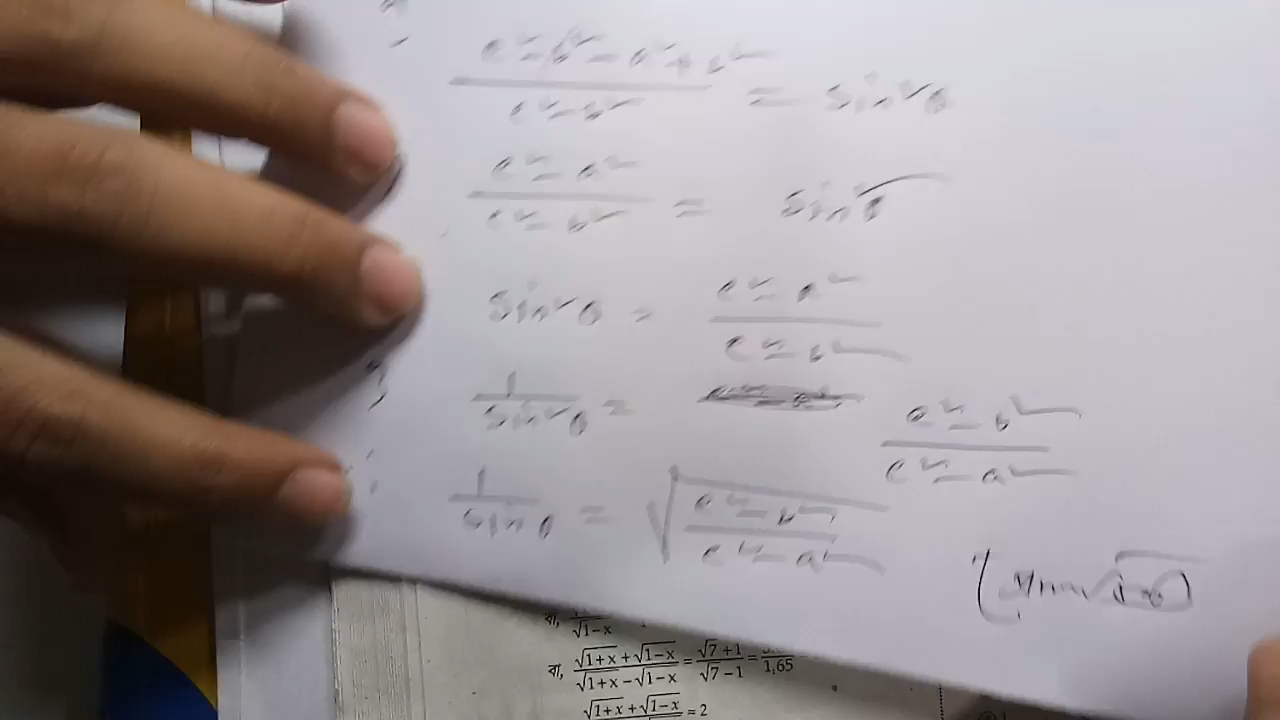 c² - b² - a² + b² / c² - b² = sin²θ
c² - a² / c² - b² = sin²θ
sin²θ = c² - a² / c² - b²
1 / sin²θ = c² - b² / c² - a²
1 / sinθ = √(c² - b² / c² - a²)
বা, √1-x
বা, √1+x + √1-x / √1+x - √1-x = √7+1 / √7-1 = 1,65
√1+x + √1-x = 2